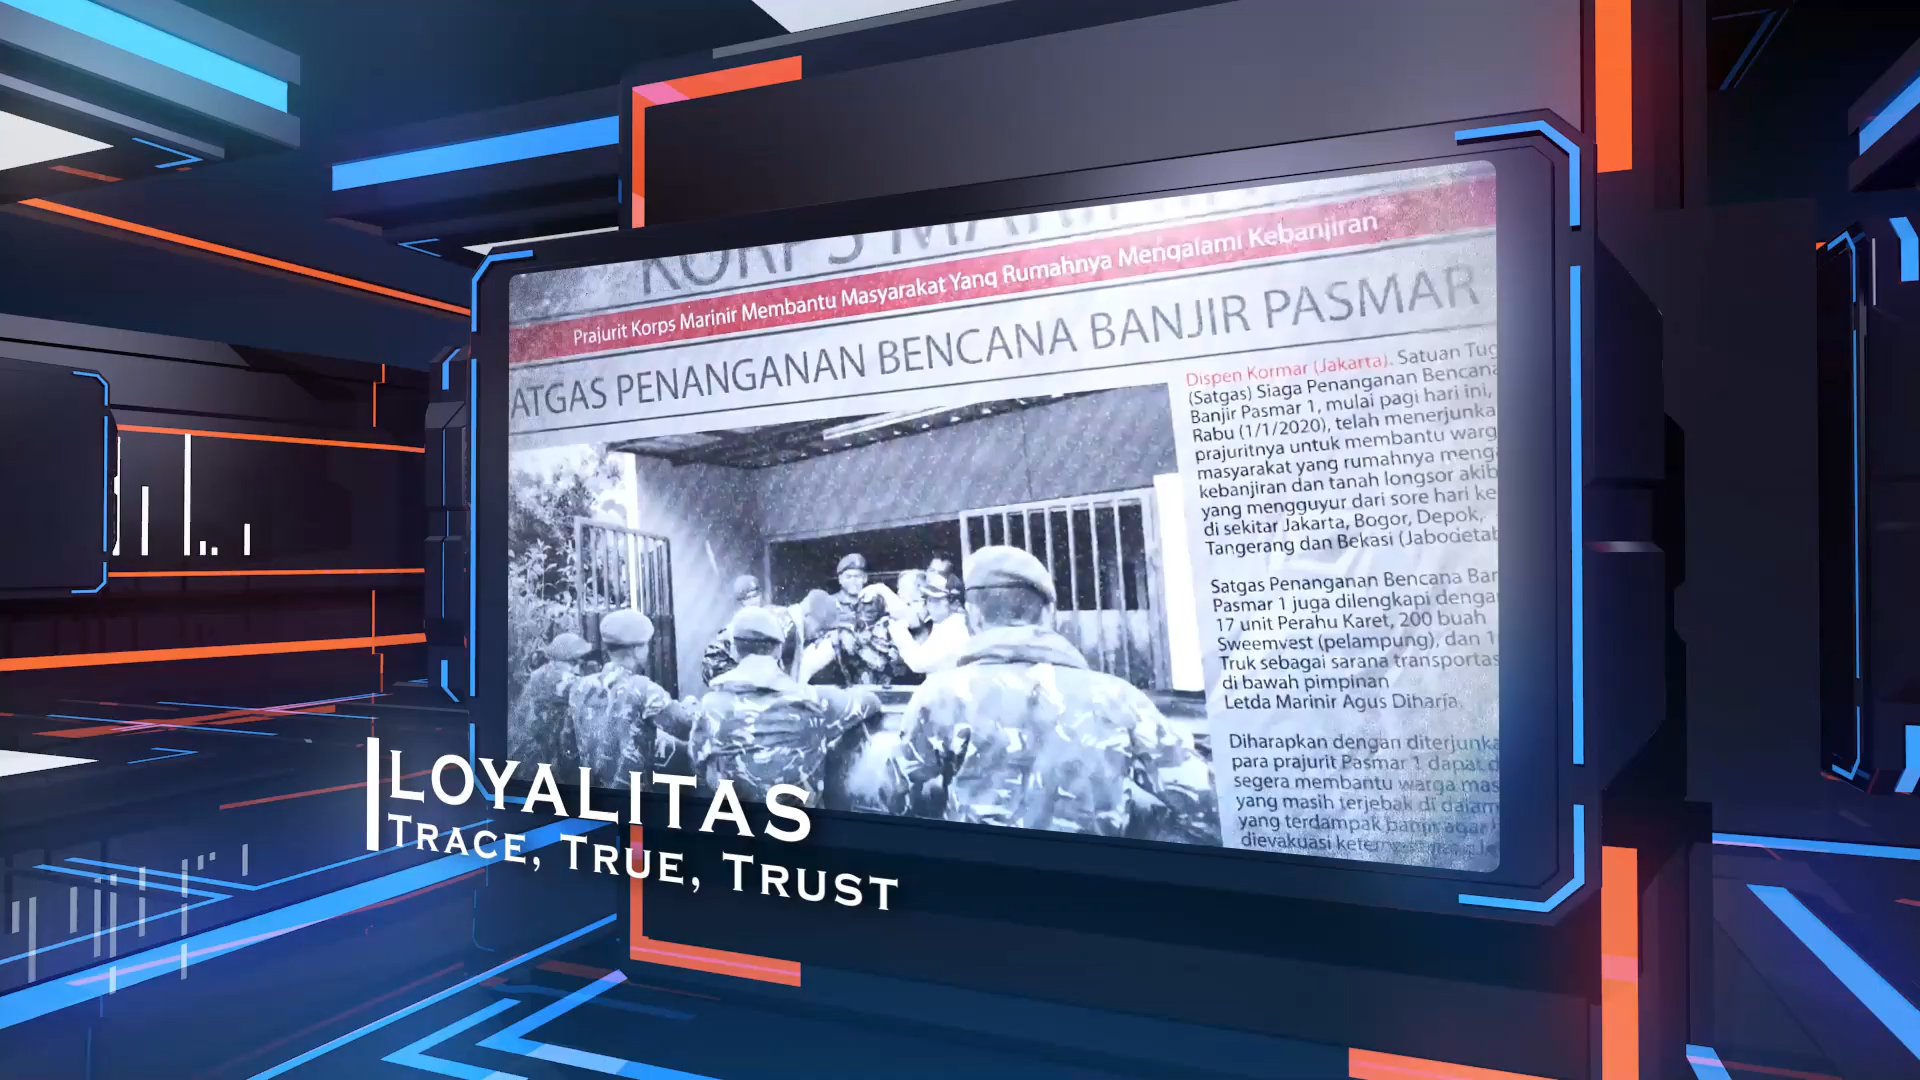 KORPS MARINIR
Prajurit Korps Marinir Membantu Masyarakat Yang Rumahnya Mengalami Kebanjiran
ATGAS PENANGANAN BENCANA BANJIR PASMAR
Dispen Kormar (Jakarta). Satuan Tug
(Satgas) Siaga Penanganan Bencana
Banjir Pasmar 1, mulai pagi hari ini,
Rabu (1/1/2020), telah menerjunka
prajuritnya untuk membantu warg
masyarakat yang rumahnya meng
kebanjiran dan tanah longsor akib
yang mengguyur dari sore hari ke
di sekitar Jakarta, Bogor, Depok,
Tangerang dan Bekasi (Jabodetab
Satgas Penanganan Bencana Ban
Pasmar 1 juga dilengkapi denga
17 unit Perahu Karet, 200 buah
Sweemvest (pelampung), dan 1
Truk sebagai sarana transportas
di bawah pimpinan
Letda Marinir Agus Diharja.
Diharapkan dengan diterjunka
para prajurit Pasmar 1 dapat
segera membantu warga mas
yang masih terjebak di dalam
yang terdampak banjir agar
dievakuasi
LOYALITAS
TRACE, TRUE, TRUST